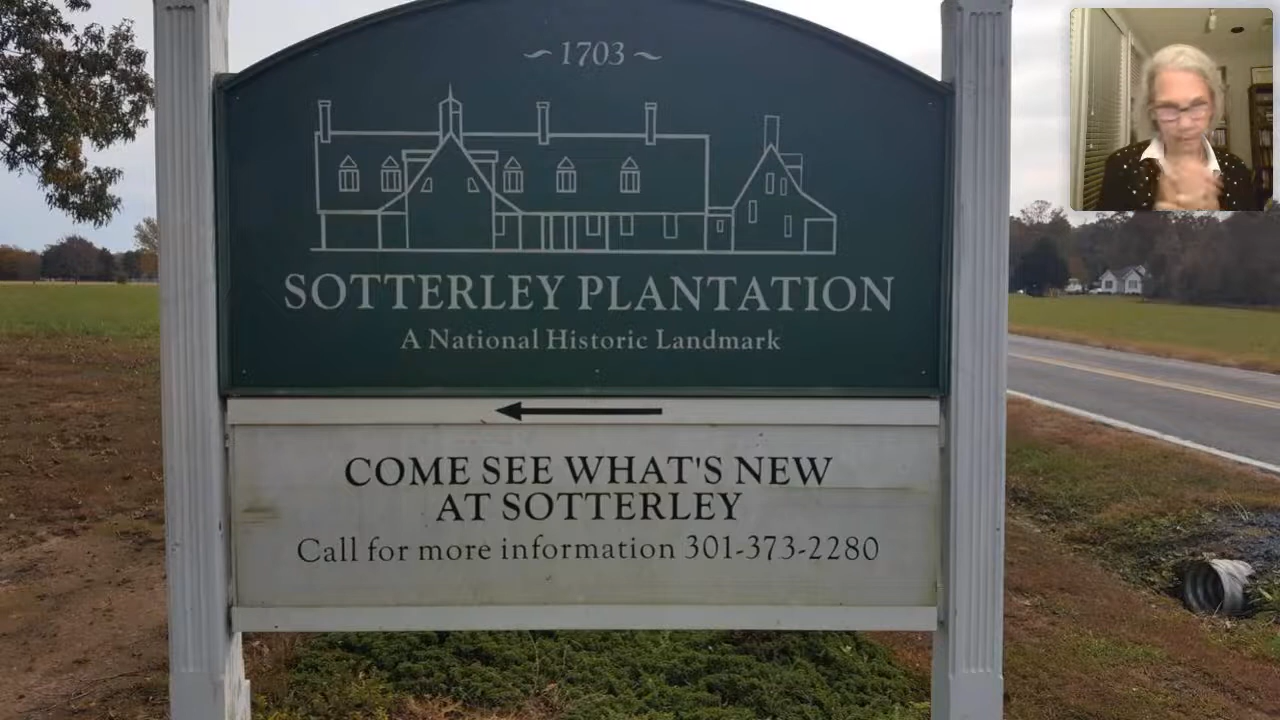 ~ 1703 ~
SOTTERLEY PLANTATION
A National Historic Landmark
COME SEE WHAT'S NEW
AT SOTTERLEY
Call for more information 301-373-2280